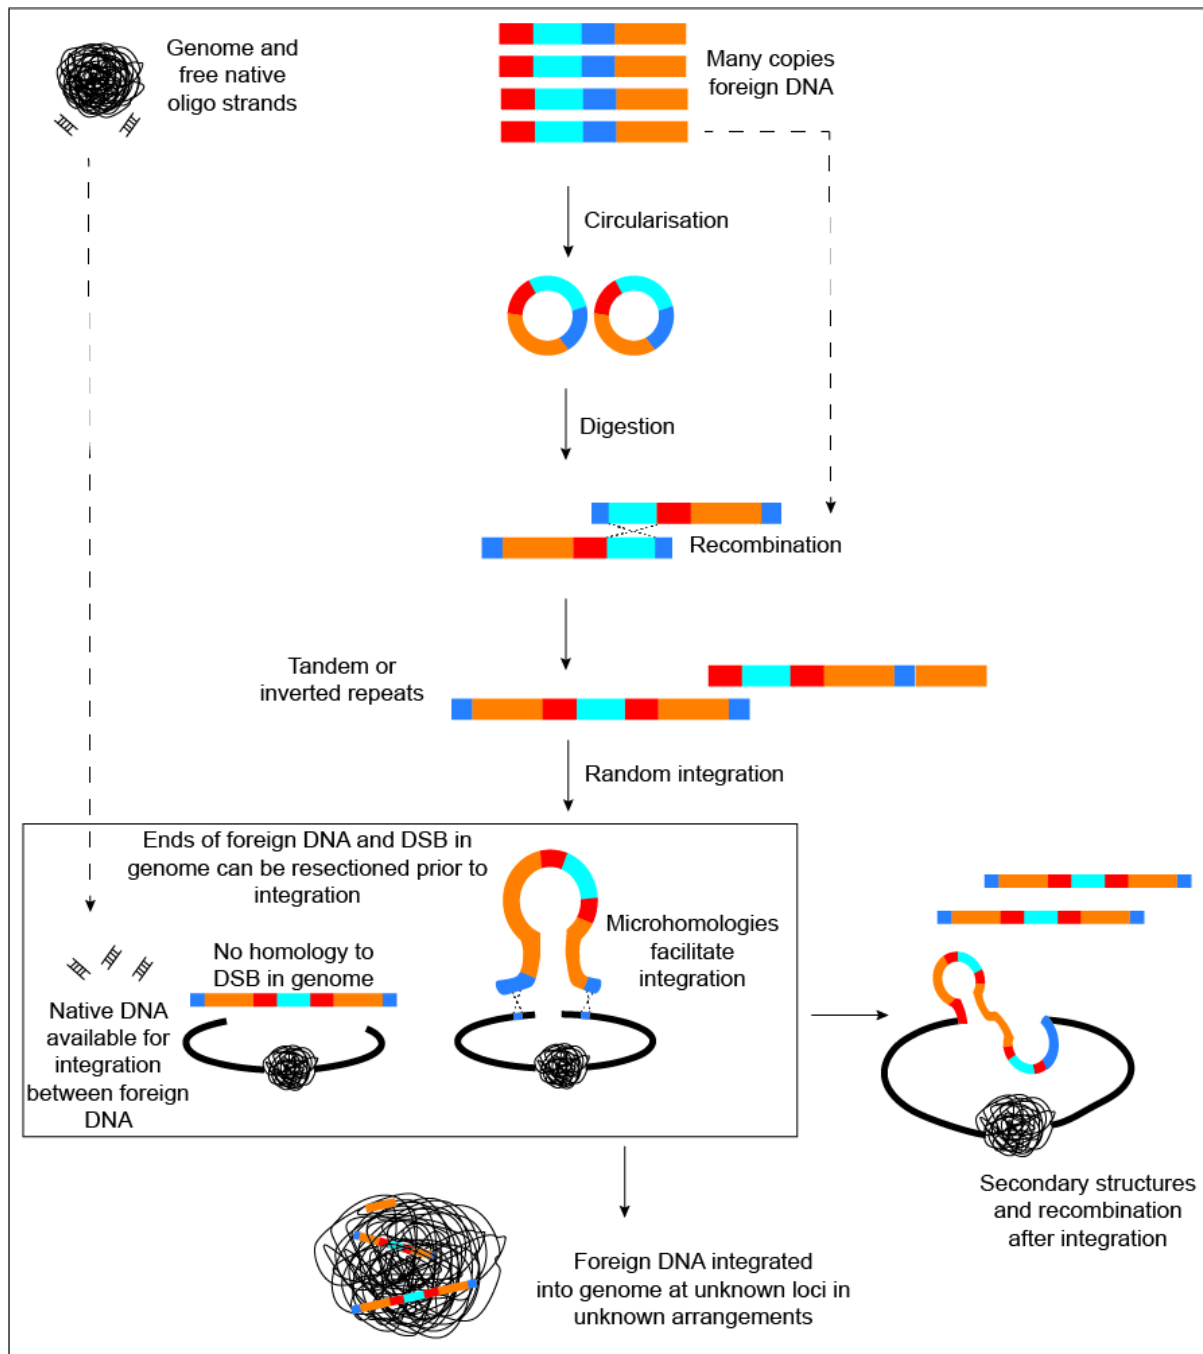 Genome and
free native
oligo strands
Many copies
foreign DNA
Circularisation
Digestion
Recombination
Tandem or
inverted repeats
Random integration
Ends of foreign DNA and DSB in
genome can be resectioned prior to
integration
Microhomologies
facilitate
integration
No homology to
DSB in genome
Native DNA
available for
integration
between foreign
DNA
Secondary structures
and recombination
after integration
Foreign DNA integrated
into genome at unknown loci in
unknown arrangements